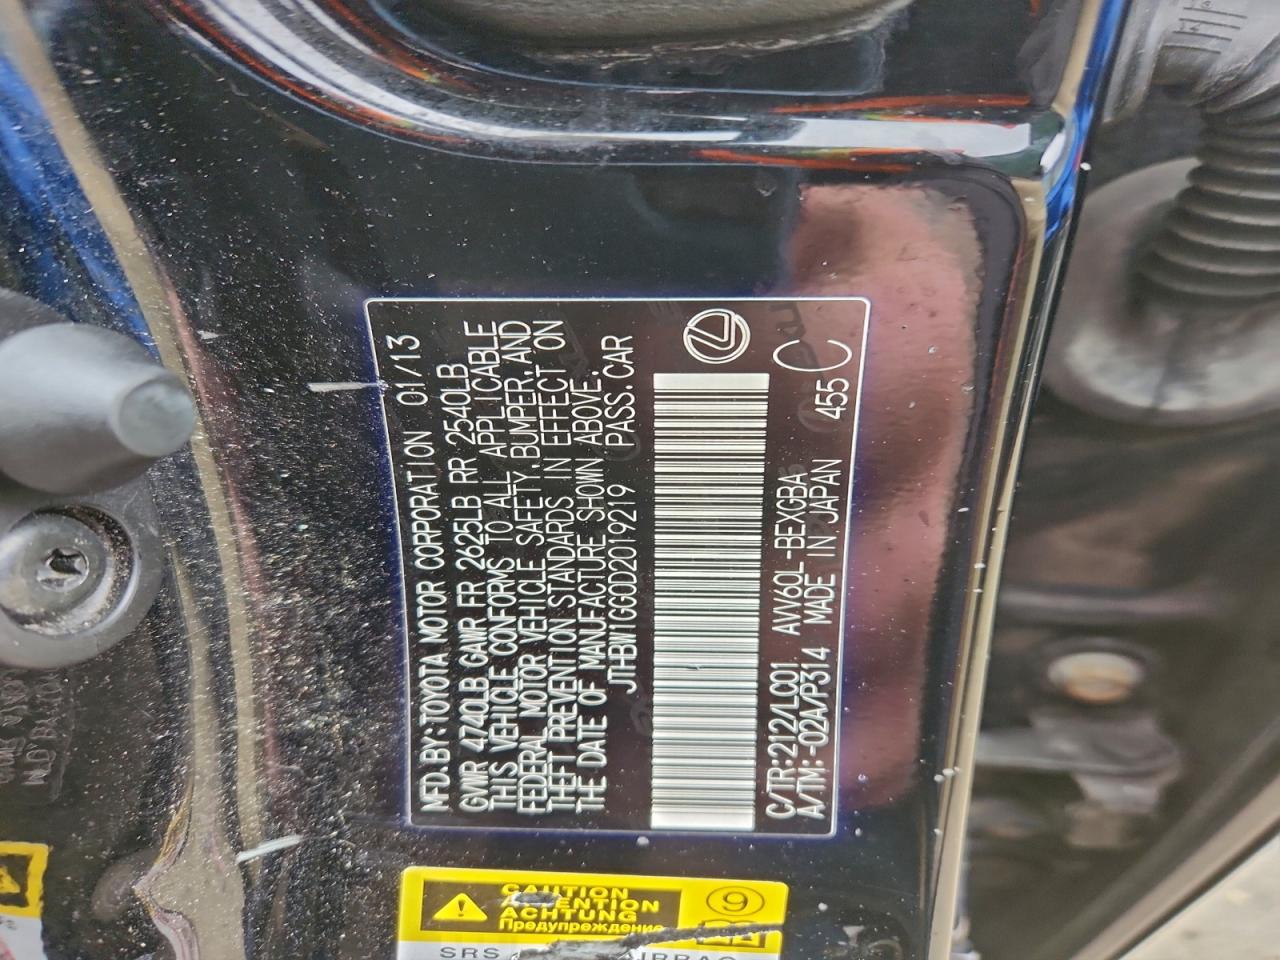 MFD.BY:TOYOTA MOTOR CORPORATION 01/13
GVWR 4740LB GAWR FR 2625LB RR 2540LB
THIS VEHICLE CONFORMS TO ALL APPLICABLE
FEDERAL MOTOR VEHICLE SAFETY,BUMPER,AND
THEFT PREVENTION STANDARDS IN EFFECT ON
THE DATE OF MANUFACTURE SHOWN ABOVE.
JTHBW1GG0D2019219 PASS.CAR
C/TR:212/LC01 AVV60L-BEXGBA
A/TM:-02A/P314 MADE IN JAPAN 455 C
CAUTION
ATTENTION
ACHTUNG
Предупреждение
9
SRS AIRBAG